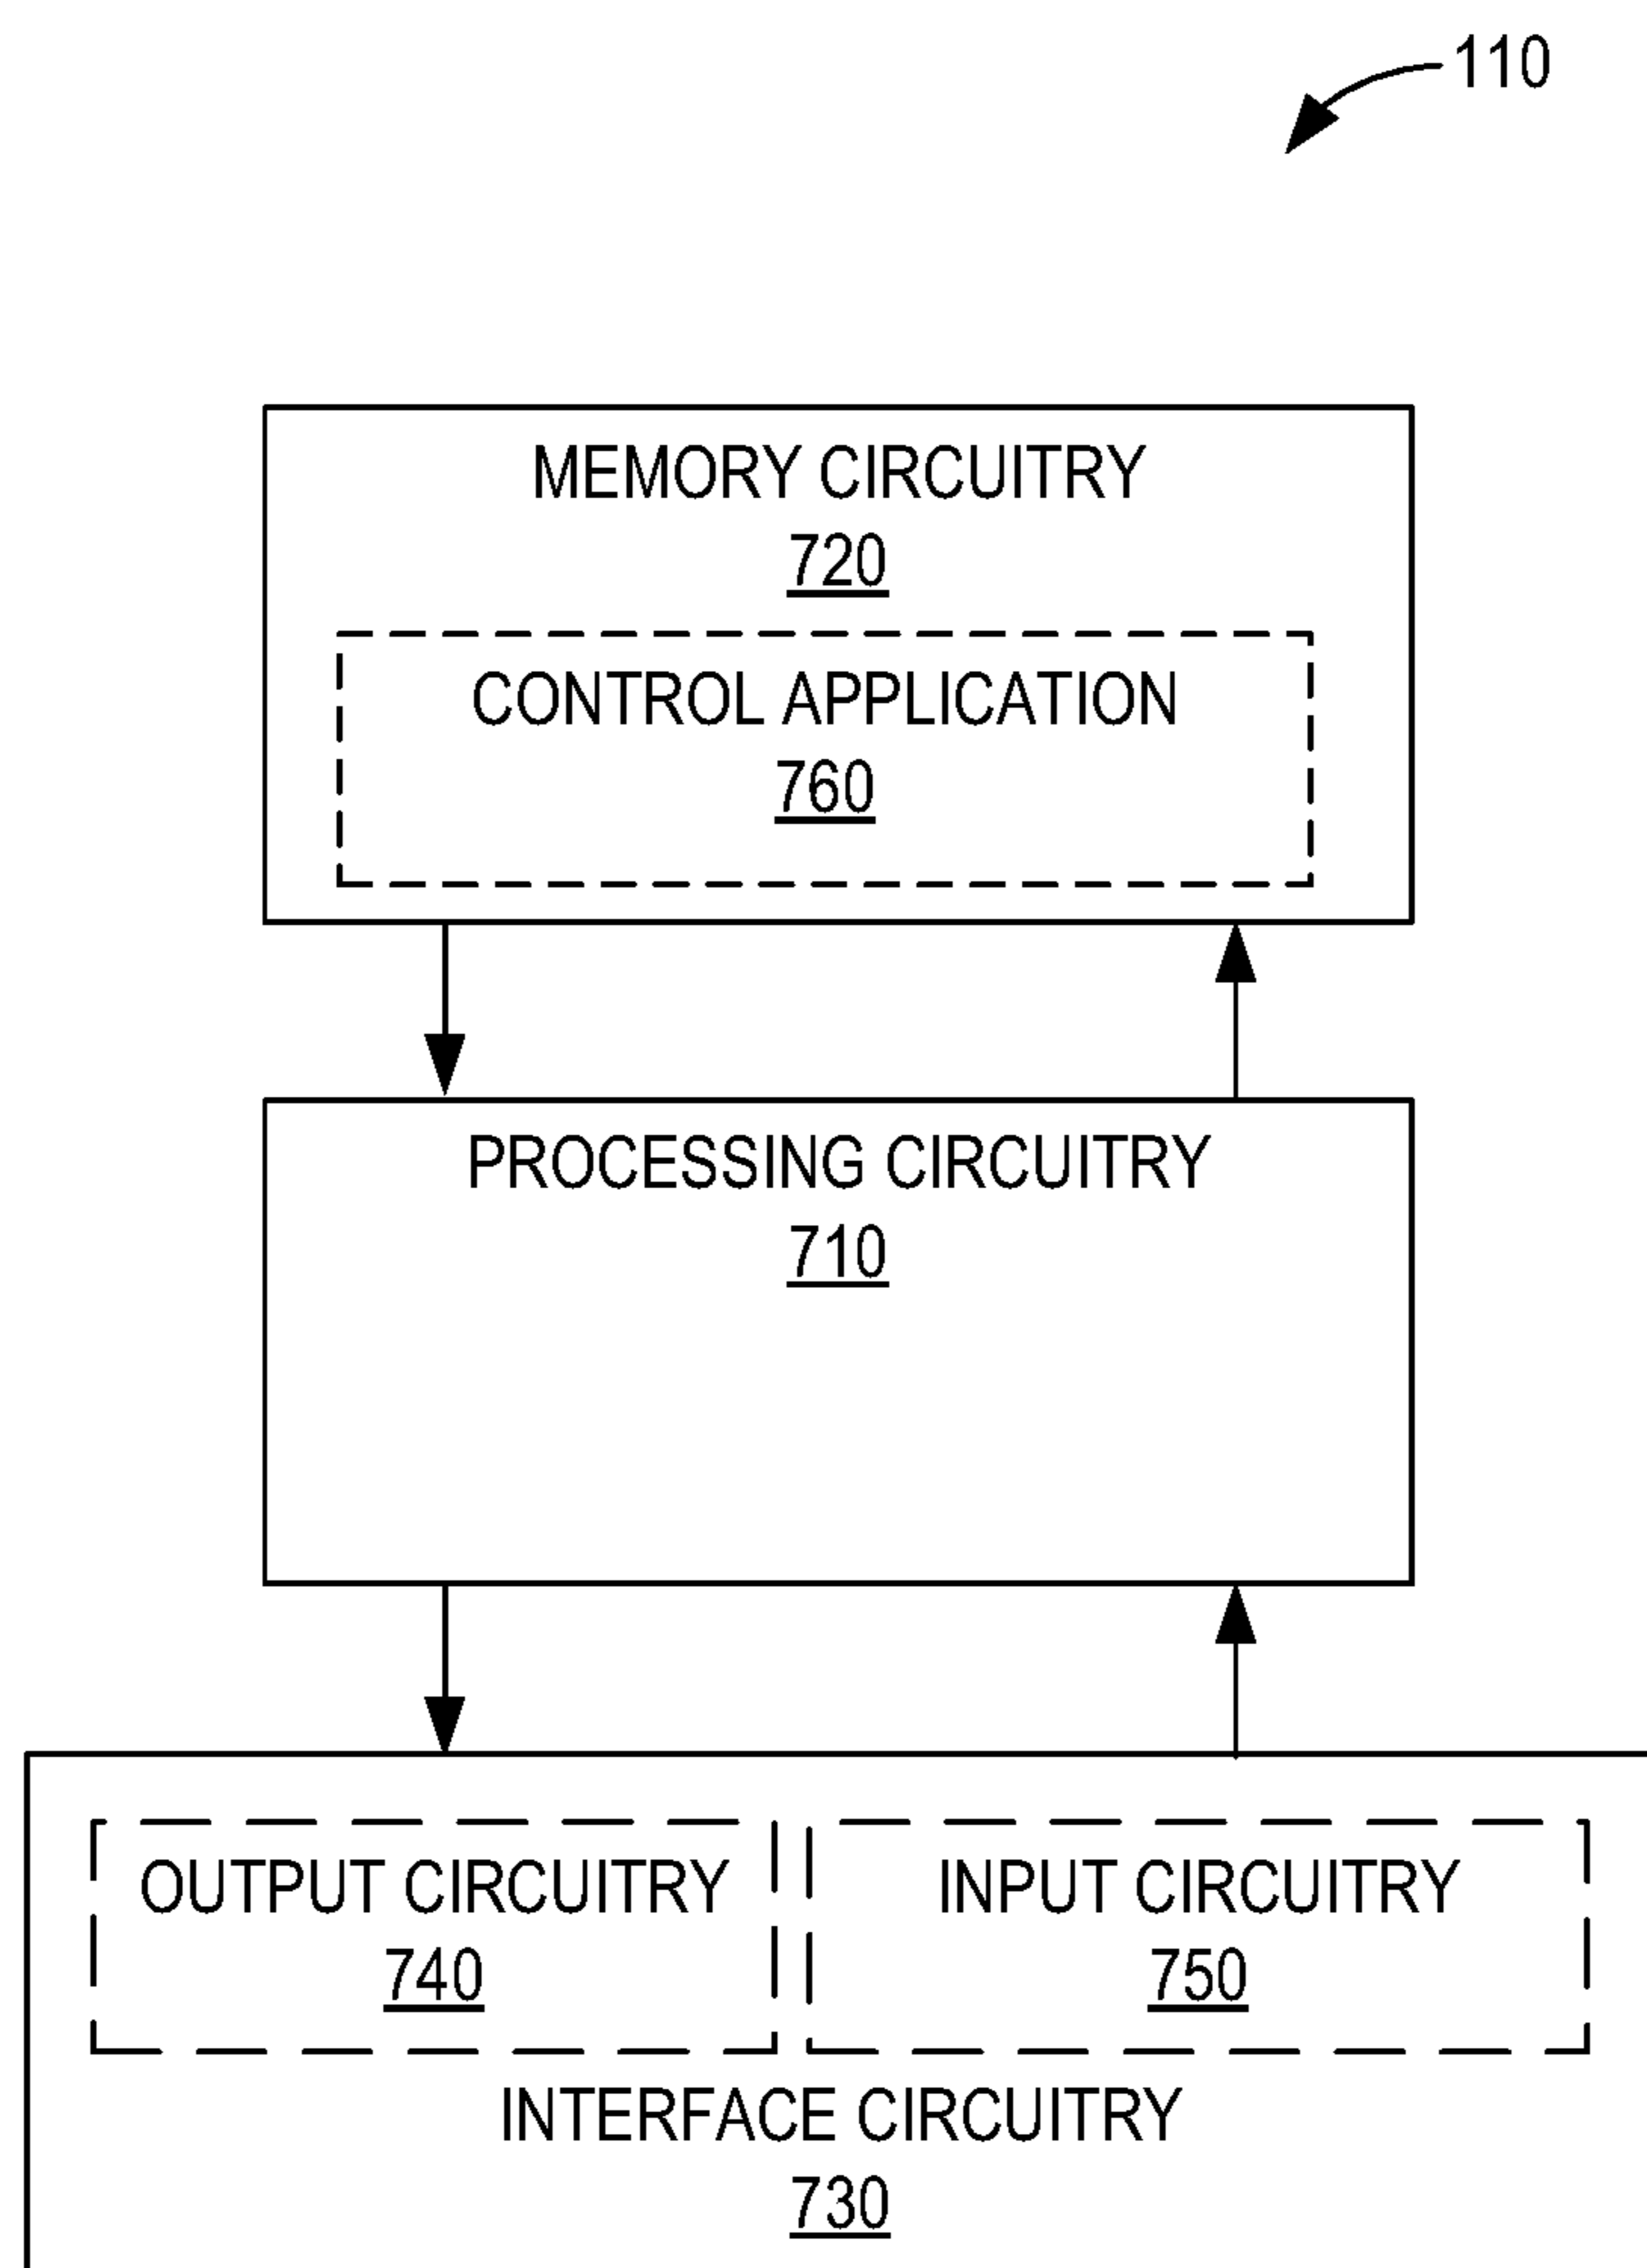 110
MEMORY CIRCUITRY
720
CONTROL APPLICATION
760
PROCESSING CIRCUITRY
710
OUTPUT CIRCUITRY
740
INPUT CIRCUITRY
750
INTERFACE CIRCUITRY
730